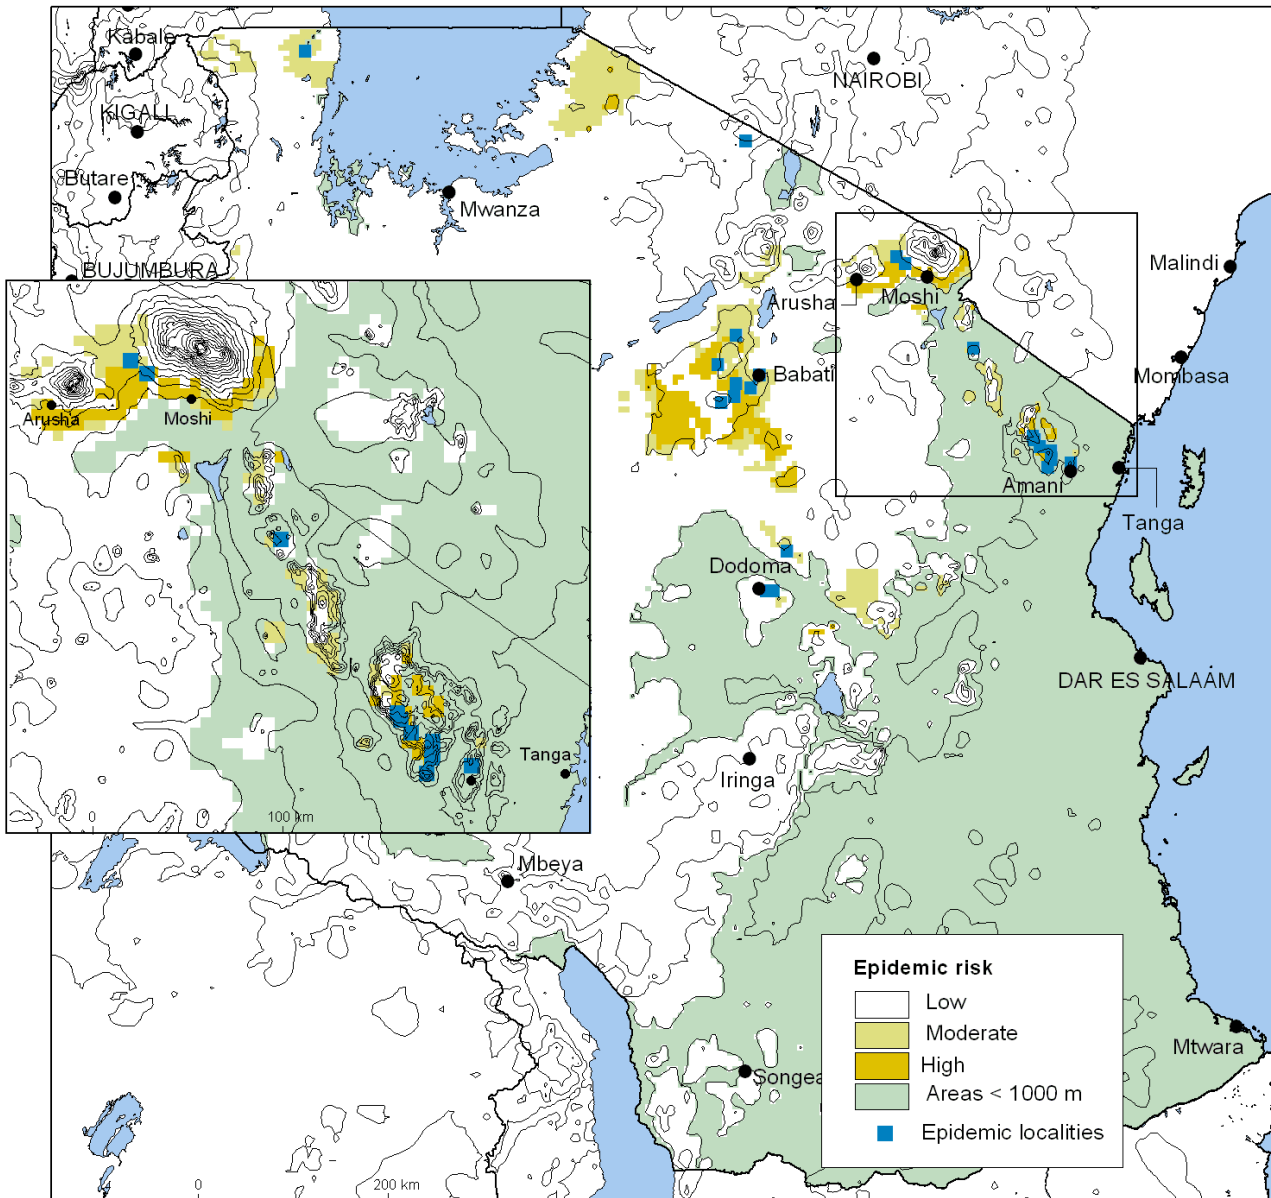 Kabale
NAIROBI
KIGALL
Butare
Mwanza
BUJUMBURA
Malindi
Arusha
Moshi
Mombasa
Babati
Arusha
Moshi
Amani
Tanga
Dodoma
DAR ES SALAAM
Tanga
Iringa
0
100 km
Mbeya
Epidemic risk
Low
Moderate
High
Areas < 1000 m
Epidemic localities
Mtwara
Songea
0
200 km